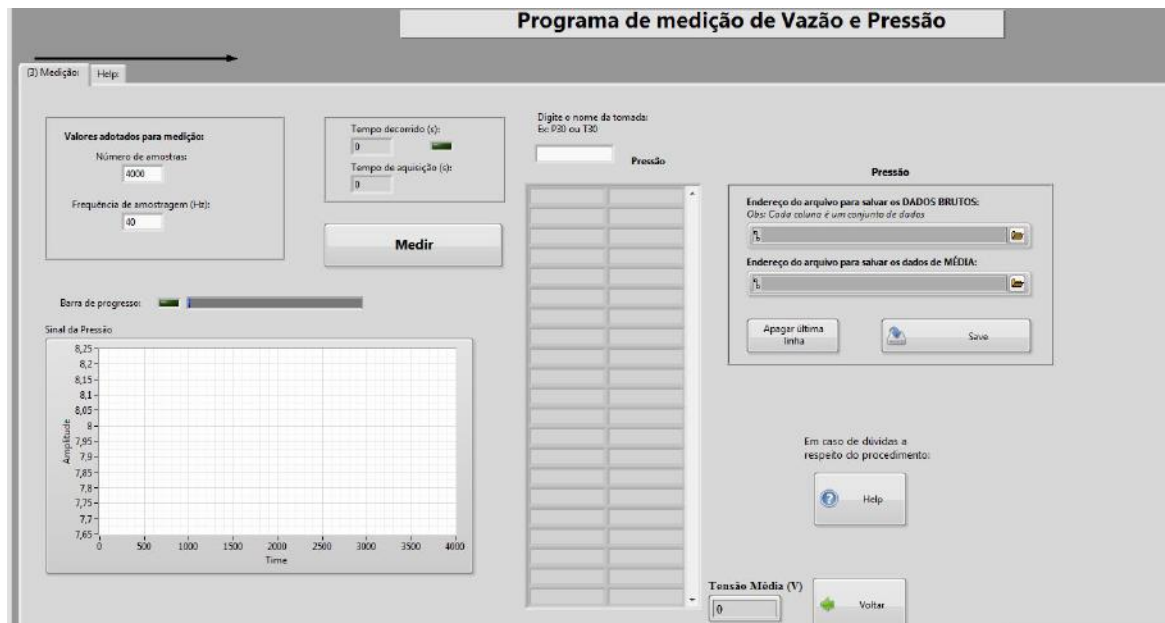 Programa de medição de Vazão e Pressão
(3) Medição:
Help:
Valores adotados para medição:
Número de amostras:
4000
Frequência de amostragem (Hz):
40
Tempo decorrido (s):
0
Tempo de aquisição (s):
0
Medir
Barra de progresso:
Sinal da Pressão
8,25
8,2
8,15
8,1
8,05
8
7,95
7,9
7,85
7,8
7,75
7,7
7,65
Amplitude
0 500 1000 1500 2000 2500 3000 3500 4000
Time
Digite o nome da tomada:
Ex: P30 ou T30
Pressão
Pressão
Endereço do arquivo para salvar os DADOS BRUTOS:
Obs: Cada coluna é um conjunto de dados
Endereço do arquivo para salvar os dados de MÉDIA:
Apagar última
linha
Save
Em caso de dúvidas a
respeito do procedimento:
Help
Tensão Média (V)
0
Voltar